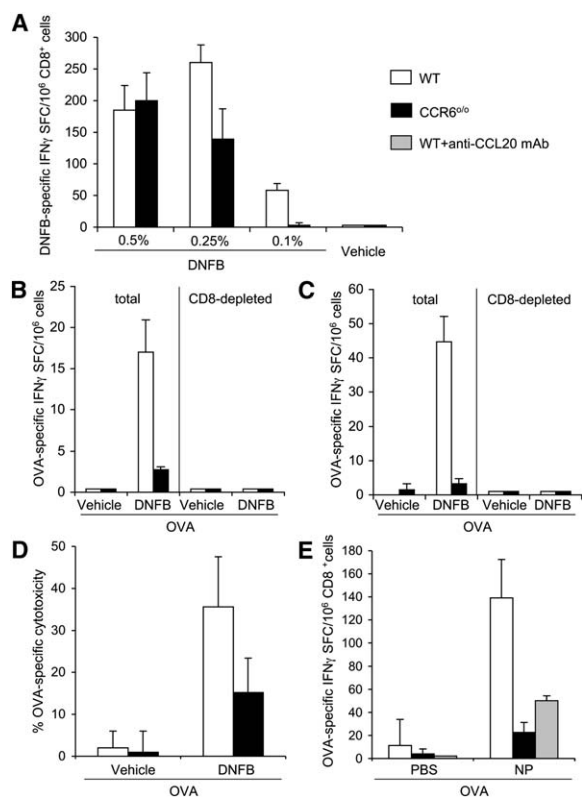 A
DNFB-specific IFNγ SFC/10⁶ CD8⁺ cells
300
250
200
150
100
50
0
0.5% 0.25% 0.1% Vehicle
DNFB
WT
CCR6°/°
WT+anti-CCL20 mAb
B
OVA-specific IFNγ SFC/10⁶ cells
25
20
15
10
5
0
total CD8-depleted
Vehicle DNFB Vehicle DNFB
OVA
C
OVA-specific IFNγ SFC/10⁶ cells
60
50
40
30
20
10
0
total CD8-depleted
Vehicle DNFB Vehicle DNFB
OVA
D
% OVA-specific cytotoxicity
50
40
30
20
10
0
Vehicle DNFB
OVA
E
OVA-specific IFNγ SFC/10⁶ CD8 ⁺cells
180
160
140
120
100
80
60
40
20
0
PBS NP
OVA